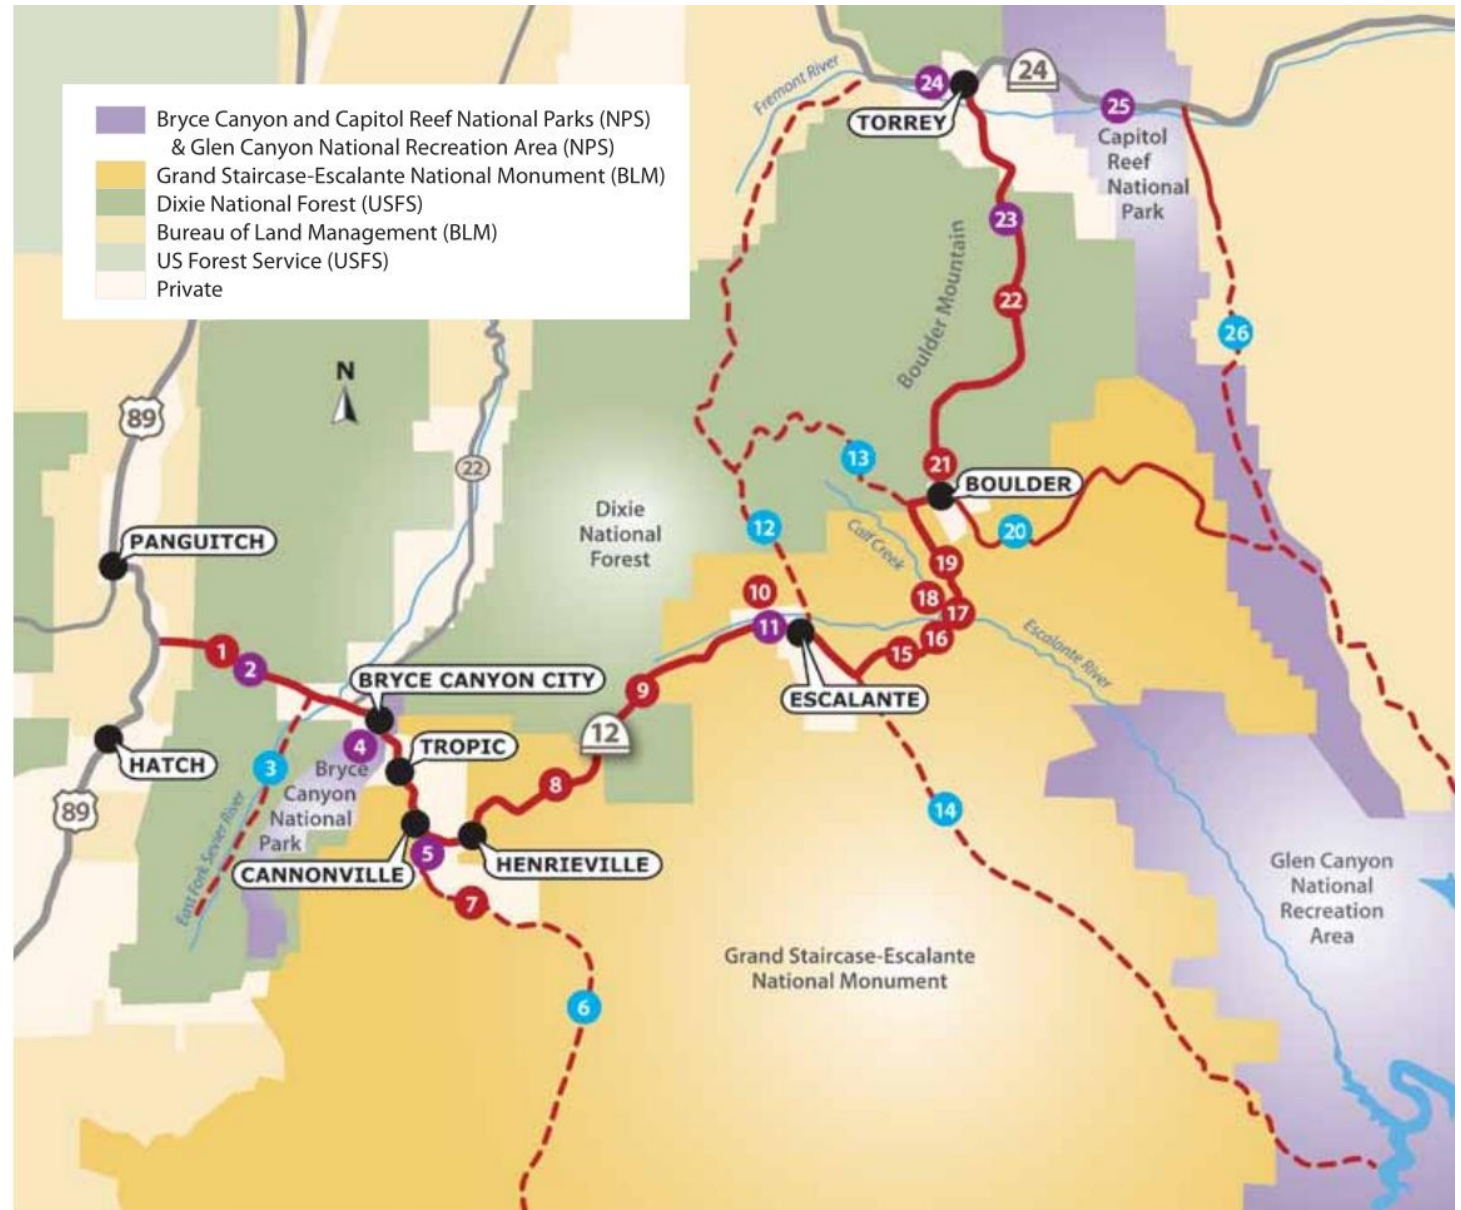 Bryce Canyon and Capitol Reef National Parks (NPS)
& Glen Canyon National Recreation Area (NPS)
Grand Staircase-Escalante National Monument (BLM)
Dixie National Forest (USFS)
Bureau of Land Management (BLM)
US Forest Service (USFS)
Private
Fremont River
24
TORREY
24
25
Capitol
Reef
National
Park
23
Boulder Mountain
22
26
N
89
22
21
BOULDER
13
20
12
Calf Creek
Dixie
National
Forest
PANGUITCH
19
10
18
17
11
16
15
Escalante River
ESCALANTE
1
2
BRYCE CANYON CITY
9
12
4
TROPIC
HATCH
3
Bryce
Canyon
National
Park
8
89
East Fork Sevier River
14
5
CANNONVILLE
HENRIEVILLE
7
Glen Canyon
National
Recreation
Area
Grand Staircase-Escalante
National Monument
6